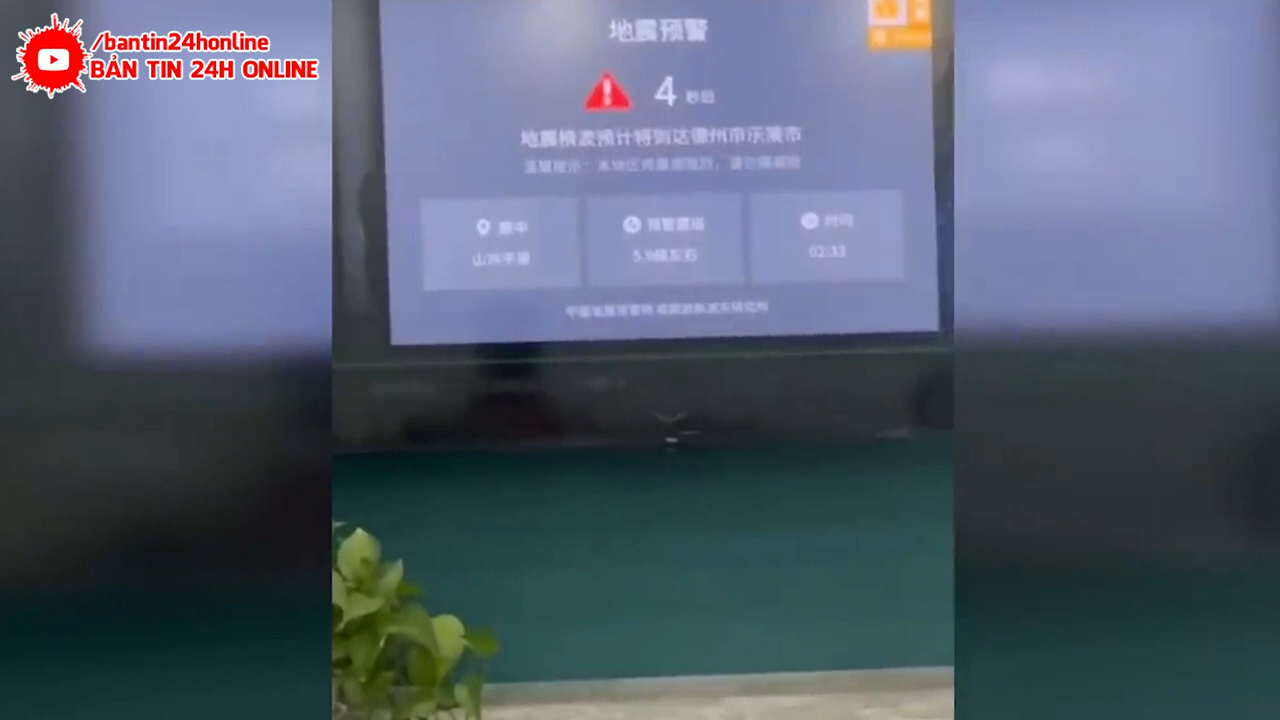 /bantin24honline
BẢN TIN 24H ONLINE
地震预警
4 秒后
地震横波预计将到达德州市乐陵市
震中
预警震级
时间
山东平原
5.9级左右
02:33